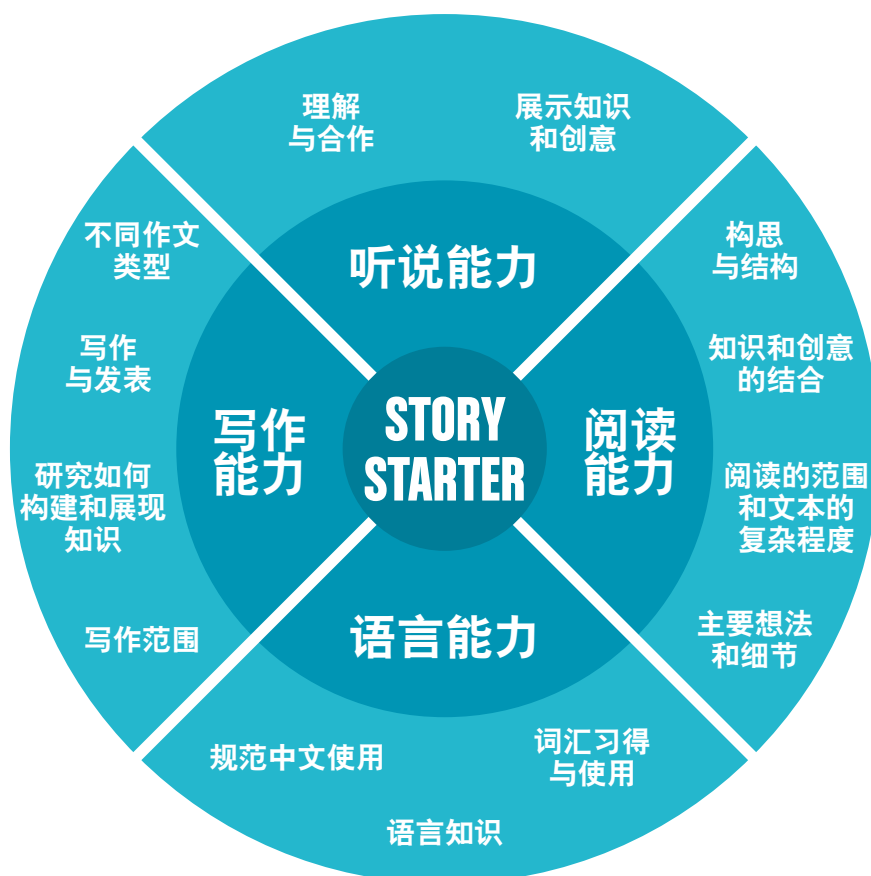 理解
与合作
展示知识
和创意
听说能力
不同作文
类型
写作
与发表
研究如何
构建和展现
知识
写作范围
写作
能力
STORY
STARTER
阅读
能力
构思
与结构
知识和创意
的结合
阅读的范围
和文本的
复杂程度
主要想法
和细节
语言能力
规范中文使用
词汇习得
与使用
语言知识